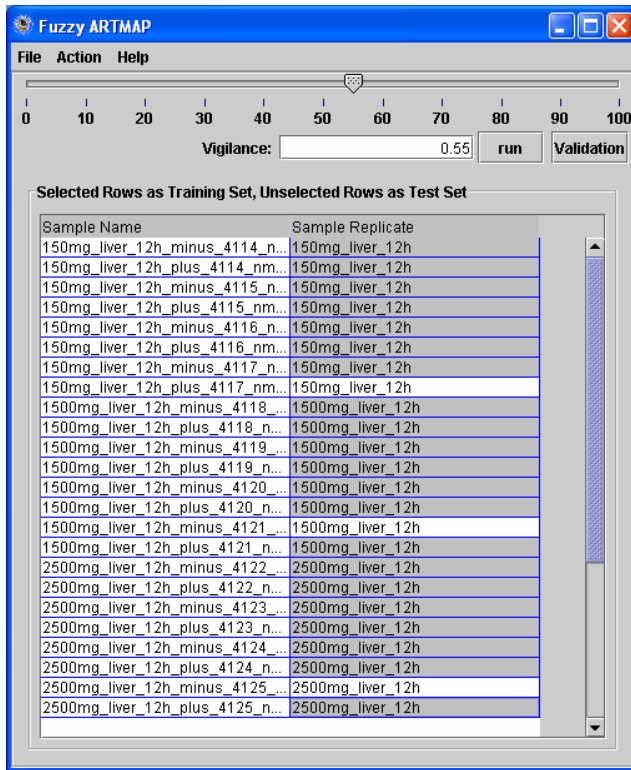 Fuzzy ARTMAP
File Action Help
0 10 20 30 40 50 60 70 80 90 100
Vigilance: 0.55 run Validation
Selected Rows as Training Set, Unselected Rows as Test Set
Sample Name Sample Replicate
150mg_liver_12h_minus_4114_n... 150mg_liver_12h
150mg_liver_12h_plus_4114_nm... 150mg_liver_12h
150mg_liver_12h_minus_4115_n... 150mg_liver_12h
150mg_liver_12h_plus_4115_nm... 150mg_liver_12h
150mg_liver_12h_minus_4116_n... 150mg_liver_12h
150mg_liver_12h_plus_4116_nm... 150mg_liver_12h
150mg_liver_12h_minus_4117_n... 150mg_liver_12h
150mg_liver_12h_plus_4117_nm... 150mg_liver_12h
1500mg_liver_12h_minus_4118_... 1500mg_liver_12h
1500mg_liver_12h_plus_4118_n... 1500mg_liver_12h
1500mg_liver_12h_minus_4119_... 1500mg_liver_12h
1500mg_liver_12h_plus_4119_n... 1500mg_liver_12h
1500mg_liver_12h_minus_4120_... 1500mg_liver_12h
1500mg_liver_12h_plus_4120_n... 1500mg_liver_12h
1500mg_liver_12h_minus_4121_... 1500mg_liver_12h
1500mg_liver_12h_plus_4121_n... 1500mg_liver_12h
2500mg_liver_12h_minus_4122_... 2500mg_liver_12h
2500mg_liver_12h_plus_4122_n... 2500mg_liver_12h
2500mg_liver_12h_minus_4123_... 2500mg_liver_12h
2500mg_liver_12h_plus_4123_n... 2500mg_liver_12h
2500mg_liver_12h_minus_4124_... 2500mg_liver_12h
2500mg_liver_12h_plus_4124_n... 2500mg_liver_12h
2500mg_liver_12h_minus_4125_... 2500mg_liver_12h
2500mg_liver_12h_plus_4125_n... 2500mg_liver_12h